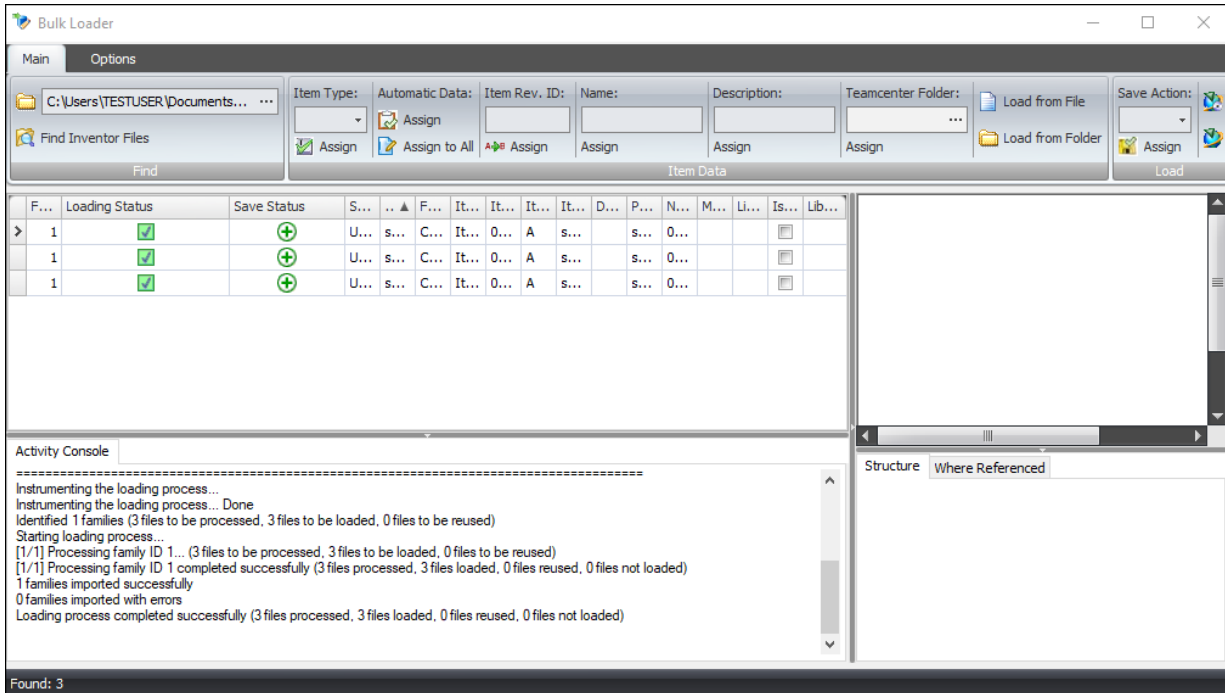 Bulk Loader
Main Options
C:\Users\TESTUSER\Documents... ...
Find Inventor Files
Find
Item Type: Automatic Data: Item Rev. ID: Name: Description: Teamcenter Folder:
Assign
...
Load from File
Assign Assign to All A B Assign Assign Assign Assign Load from Folder
Item Data
Save Action:
Assign
Load
F... Loading Status Save Status S... .. F... It... It... It... It... D... P... N... M... Li... Is... Lib...
1 U... s... C... It... 0... A s... s... 0...
1 U... s... C... It... 0... A s... s... 0...
1 U... s... C... It... 0... A s... s... 0...
Activity Console
=====================================================================================
Instrumenting the loading process...
Instrumenting the loading process... Done
Identified 1 families (3 files to be processed, 3 files to be loaded, 0 files to be reused)
Starting loading process...
[1/1] Processing family ID 1... (3 files to be processed, 3 files to be loaded, 0 files to be reused)
[1/1] Processing family ID 1 completed successfully (3 files processed, 3 files loaded, 0 files reused, 0 files not loaded)
1 families imported successfully
0 families imported with errors
Loading process completed successfully (3 files processed, 3 files loaded, 0 files reused, 0 files not loaded)
Structure Where Referenced
Found: 3